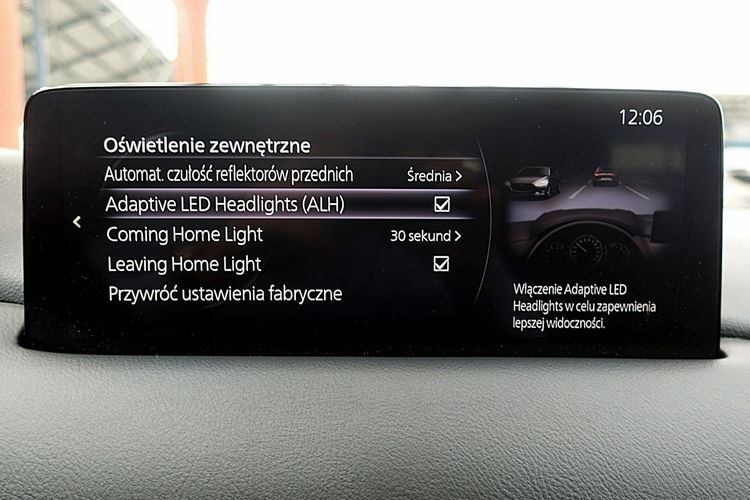 12:06
Oświetlenie zewnętrzne
Automat. czułość reflektorów przednich Średnia >
Adaptive LED Headlights (ALH)
Coming Home Light 30 sekund >
Leaving Home Light
Przywróć ustawienia fabryczne
Włączenie Adaptive LED
Headlights w celu zapewnienia
lepszej widoczności.